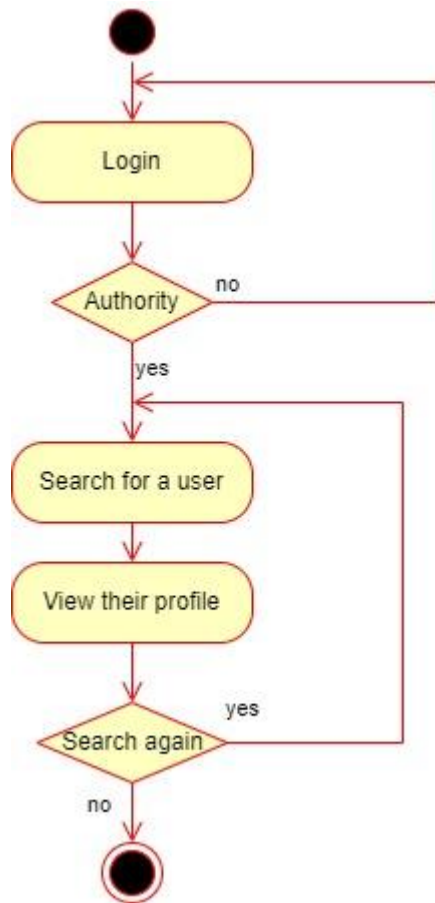 Login
Authority
no
yes
Search for a user
View their profile
yes
Search again
no